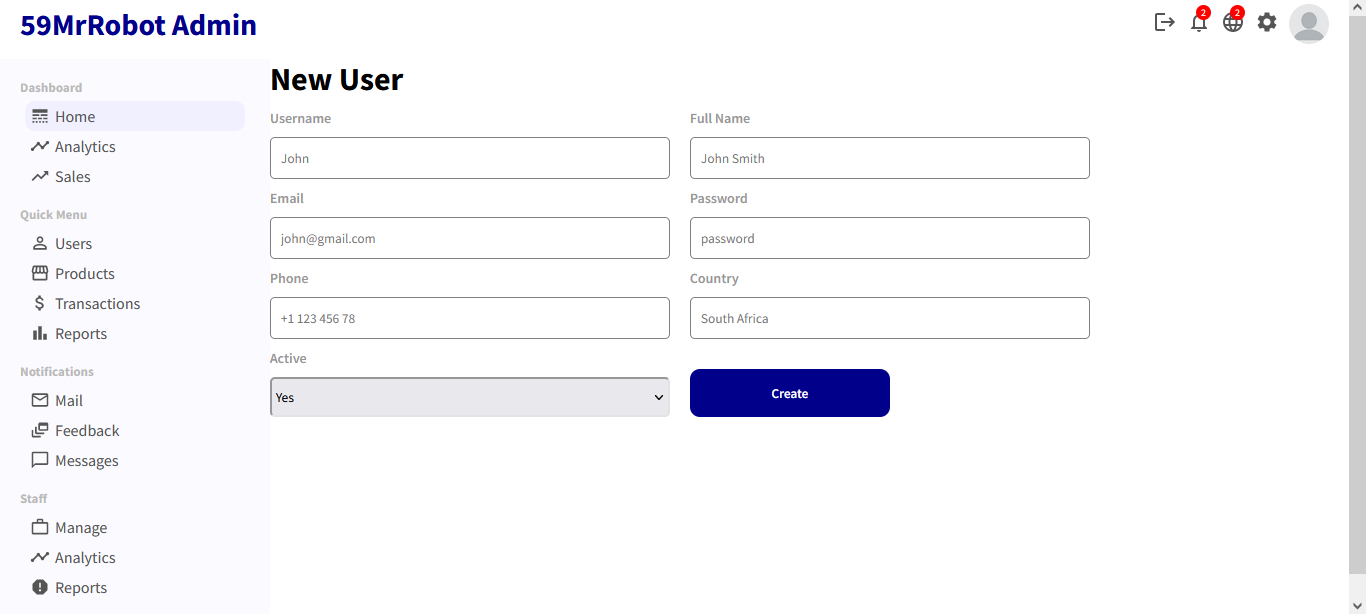 59MrRobot Admin
2
2
Dashboard
Home
Analytics
Sales
Quick Menu
Users
Products
Transactions
Reports
Notifications
Mail
Feedback
Messages
Staff
Manage
Analytics
Reports
New User
Username
Full Name
John
John Smith
Email
Password
john@gmail.com
password
Phone
Country
+1 123 456 78
South Africa
Active
Yes
Create